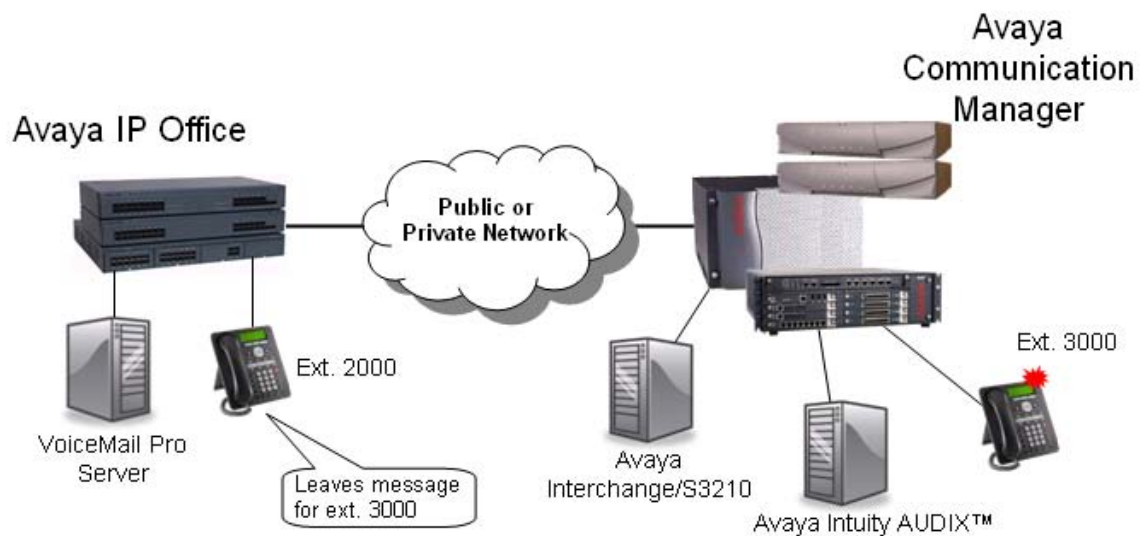 Avaya
Communication
Manager
Avaya IP Office
Public or
Private Network
Ext. 2000
Ext. 3000
VoiceMail Pro
Server
Leaves message
for ext. 3000
Avaya
Interchange/S3210
Avaya Intuity AUDIX™